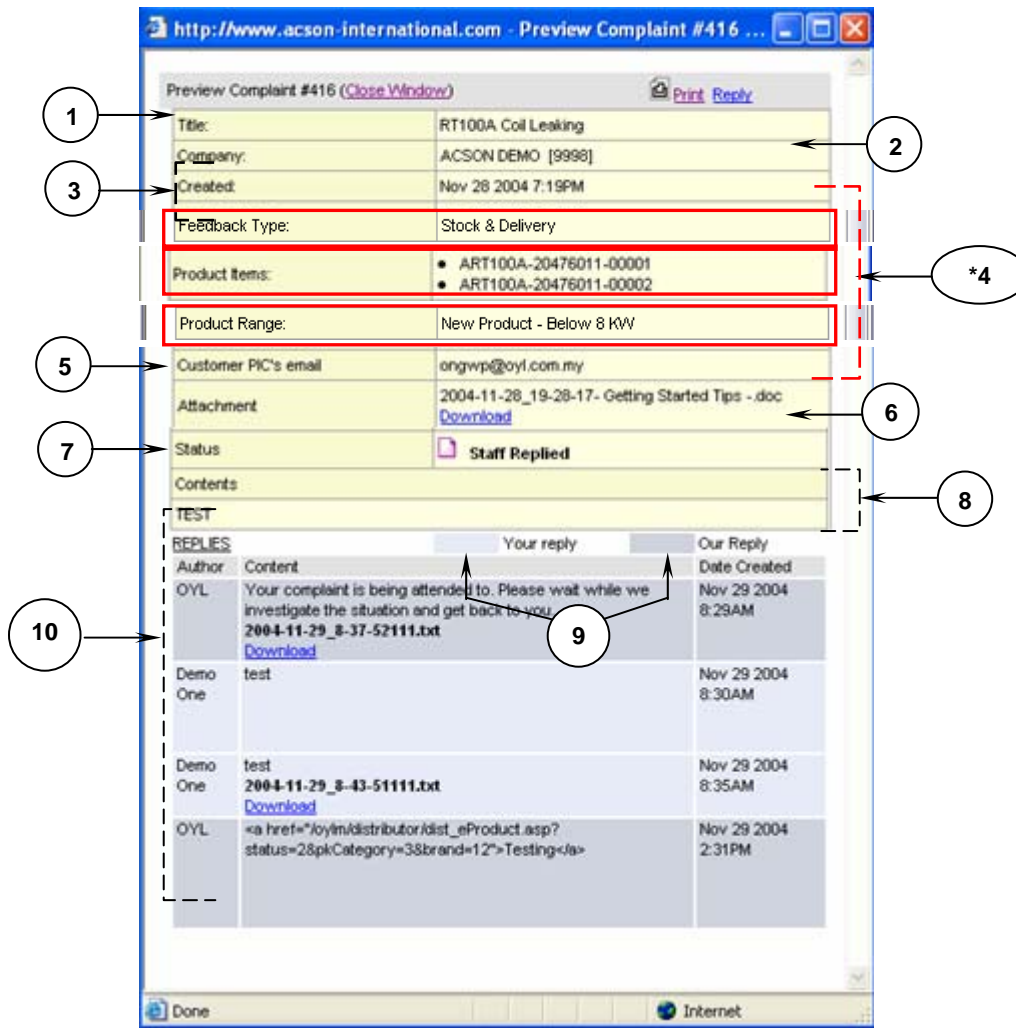 http://www.acson-international.com - Preview Complaint #416 ...
Preview Complaint #416 (Close Window) Print Reply
1
Title: RT100A Coil Leaking
2
Company: ACSON DEMO [9998]
3
Created: Nov 28 2004 7:19PM
Feedback Type: Stock & Delivery
Product Items: • ART100A-20476011-00001
• ART100A-20476011-00002
*4
Product Range: New Product - Below 8 KW
5
Customer PIC's email ongwp@oyl.com.my
Attachment 2004-11-28_19-28-17- Getting Started Tips -.doc
Download
6
7
Status Staff Replied
Contents
8
TEST
REPLIES Your reply Our Reply
Author Content Date Created
OYL Your complaint is being attended to. Please wait while we Nov 29 2004
investigate the situation and get back to you 8:29AM
9
10
2004-11-29_8-37-52111.txt
Download
Demo test Nov 29 2004
One 8:30AM
Demo test Nov 29 2004
One 2004-11-29_8-43-51111.txt 8:35AM
Download
OYL <a href="/oylm/distributor/dist_eProduct.asp? Nov 29 2004
status=2&pkCategory=3&brand=12">Testing</a> 2:31PM
Done Internet